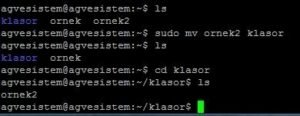 agvesistem@agvesistem:~$ ls
klasor  ornek  ornek2
agvesistem@agvesistem:~$ sudo mv ornek2 klasor
agvesistem@agvesistem:~$ ls
klasor  ornek
agvesistem@agvesistem:~$ cd klasor
agvesistem@agvesistem:~/klasor$ ls
ornek2
agvesistem@agvesistem:~/klasor$